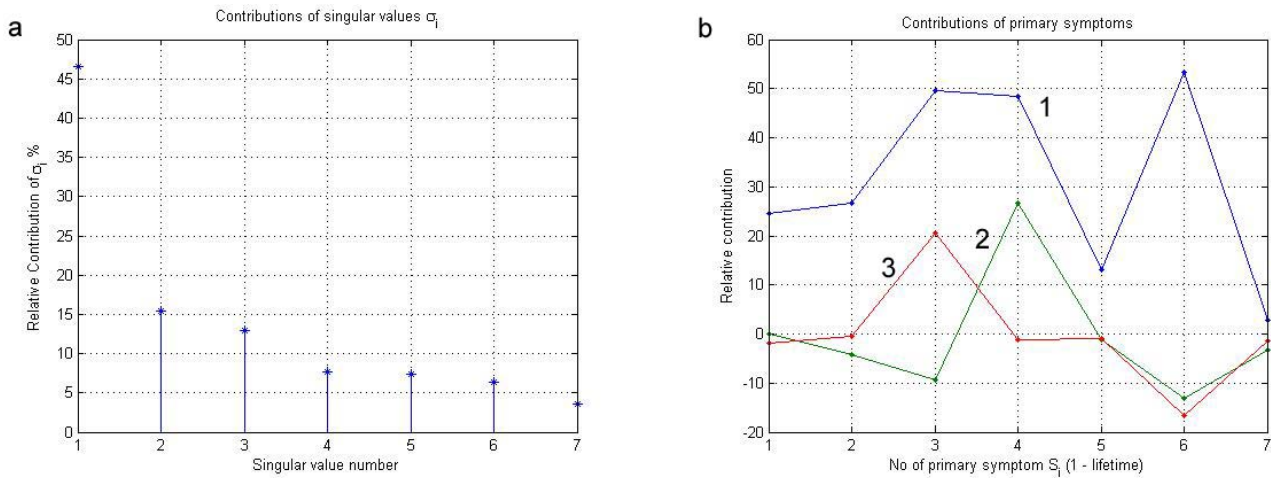 a
Contributions of singular values σi
50
45
40
35
30
25
20
15
10
5
0
Relative Contribution of σi %
1 2 3 4 5 6 7
Singular value number
b
Contributions of primary symptoms
60
50
40
30
20
10
0
-10
-20
Relative contribution
1
2
3
1 2 3 4 5 6 7
No of primary symptom Si (1 - lifetime)